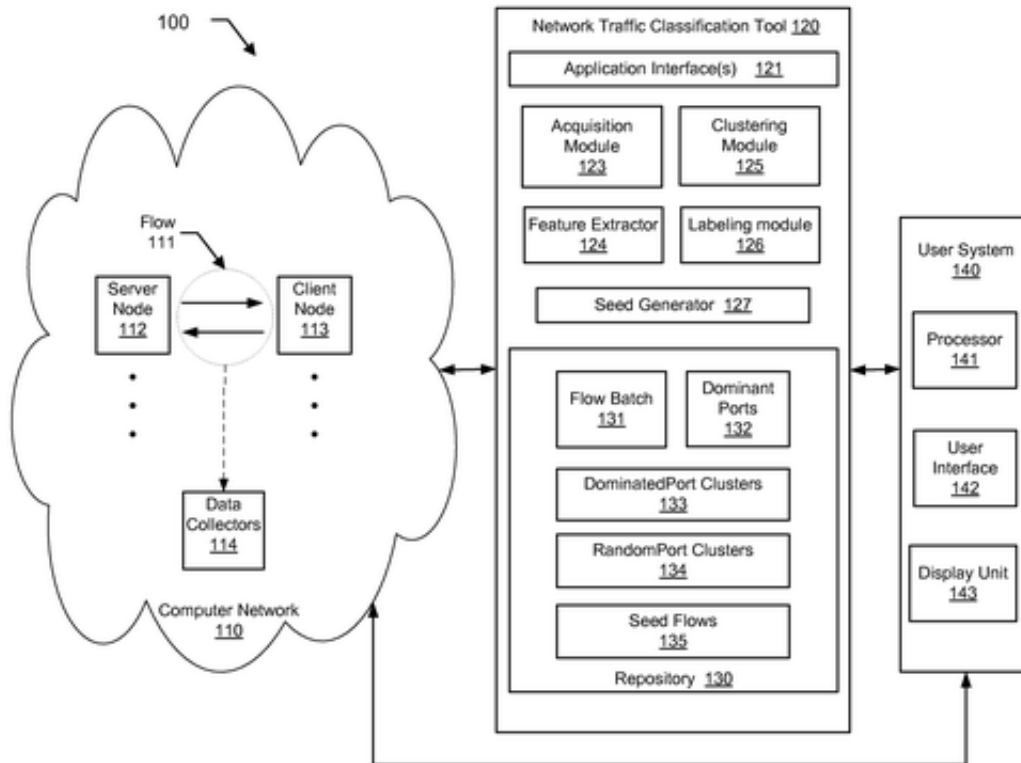 100
Network Traffic Classification Tool 120
Application Interface(s) 121
Acquisition
Module
123
Clustering
Module
125
Feature Extractor
124
Labeling module
126
Seed Generator 127
Flow
111
Server
Node
112
Client
Node
113
Data
Collectors
114
Computer Network
110
Flow Batch
131
Dominant
Ports
132
DominatedPort Clusters
133
RandomPort Clusters
134
Seed Flows
135
Repository 130
User System
140
Processor
141
User
Interface
142
Display Unit
143